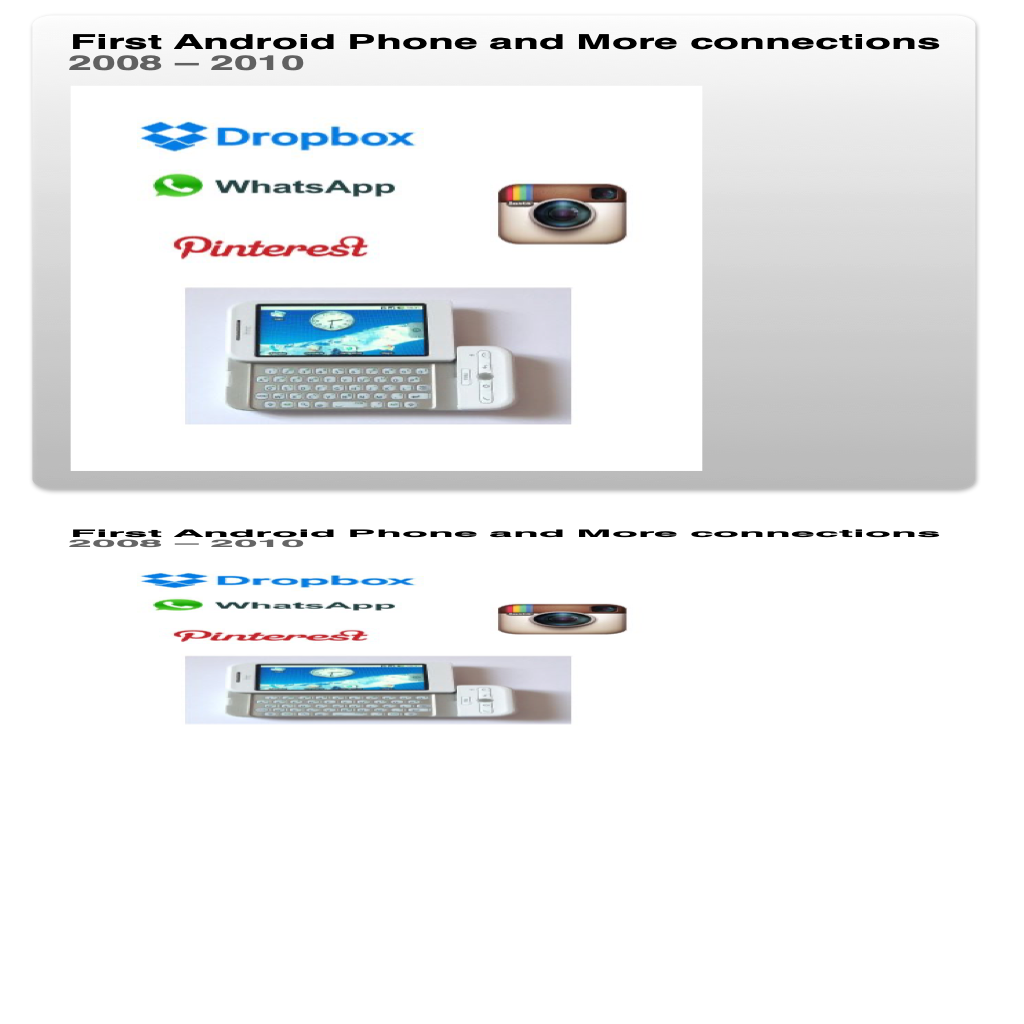 First Android Phone and More connections
2008 – 2010
Dropbox
WhatsApp
Insta
Pinterest
First Android Phone and More connections
2008 – 2010
Dropbox
WhatsApp
Pinterest